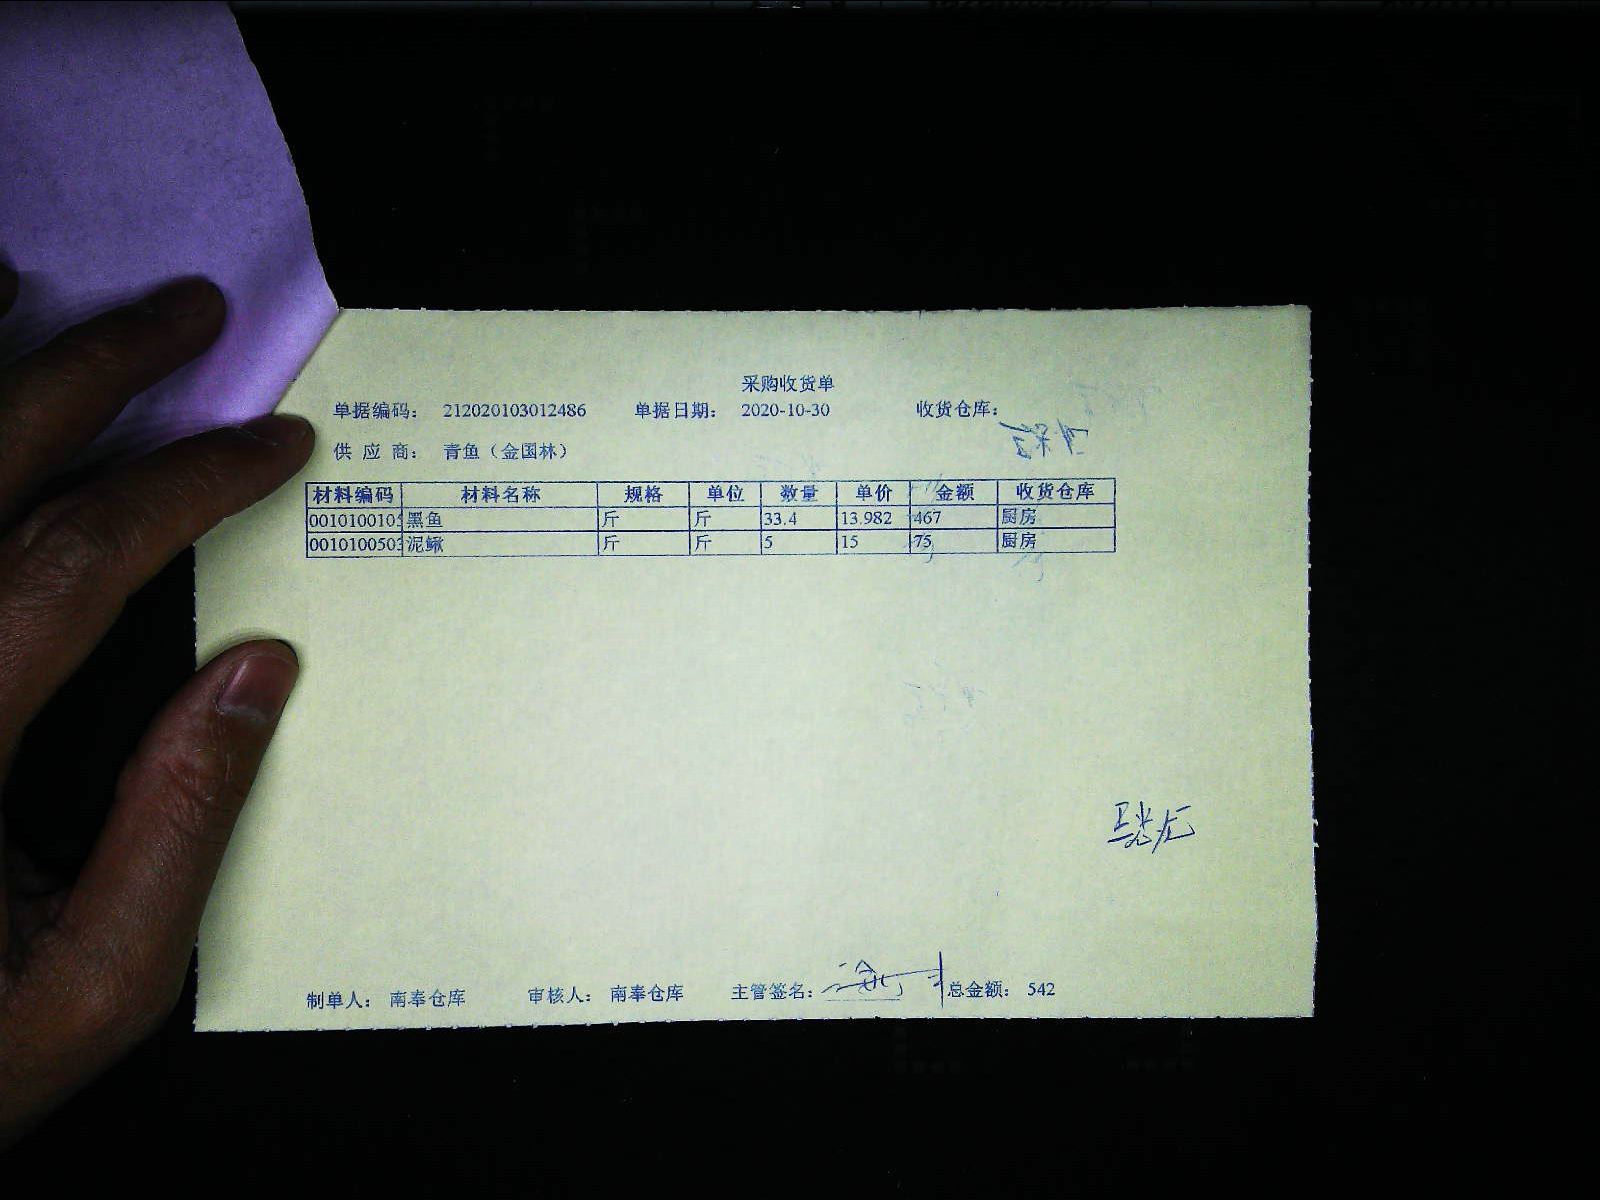 采购收货单
单据编码： 212020103012486 单据日期： 2020-10-30 收货仓库：
供 应 商： 青鱼（金国林）
材料编码 材料名称 规格 单位 数量 单价 金额 收货仓库
001010010 黑鱼 斤 斤 33.4 13.982 467 厨房
001010050 泥鳅 斤 斤 5 15 75 厨房
制单人： 南奉仓库 审核人： 南奉仓库 主管签名： 总金额： 542